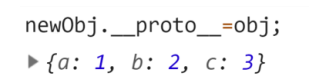 newObj.__proto__=obj;
▶ {a: 1, b: 2, c: 3}